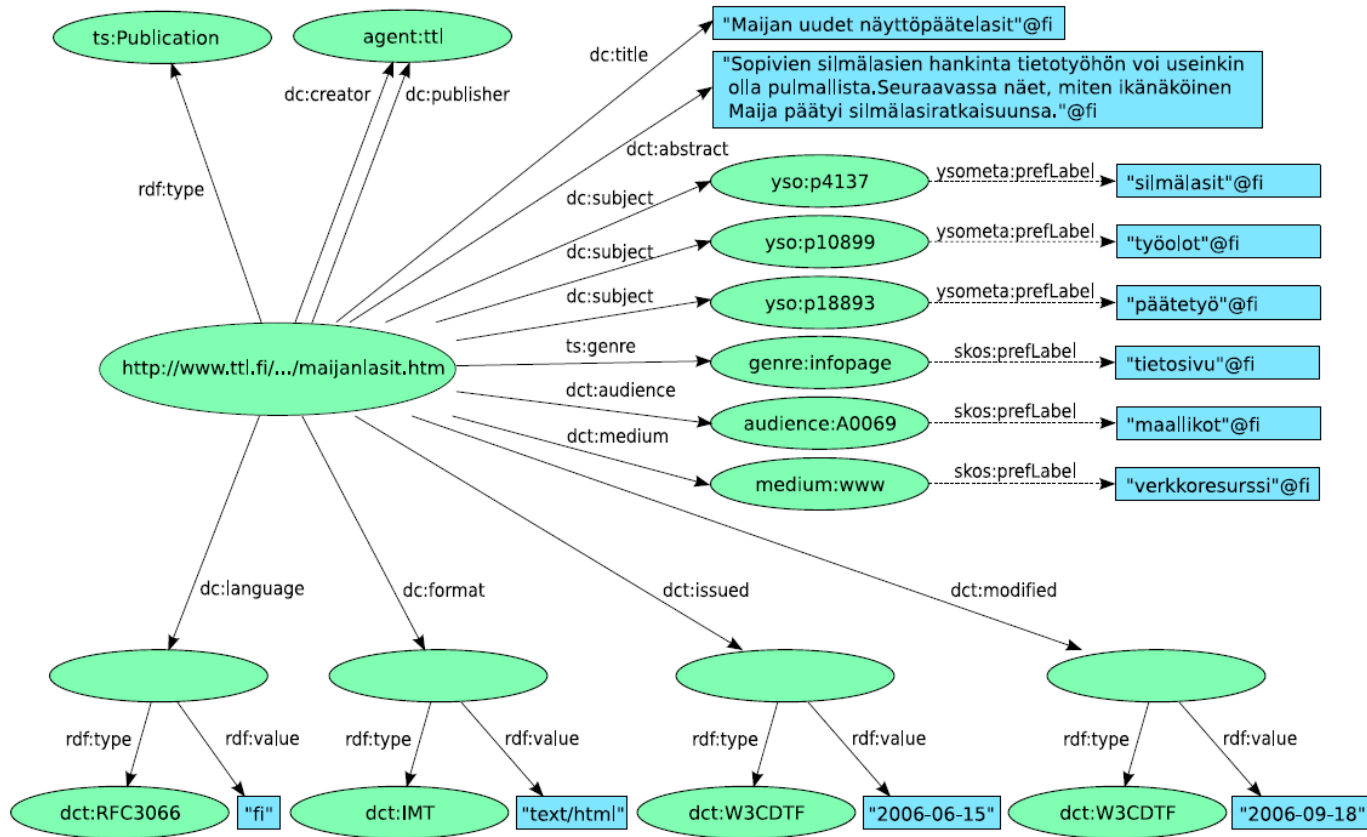 ts:Publication
agent:ttl
dc:title
"Maijan uudet näyttöpäätelasit"@fi
"Sopivien silmälasien hankinta tietotyöhön voi useinkin
olla pulmallista.Seuraavassa näet, miten ikänäköinen
Maija päätyi silmälasiratkaisuunsa."@fi
dc:creator
dc:publisher
dct:abstract
rdf:type
dc:subject
yso:p4137
ysometa:prefLabel
"silmälasit"@fi
dc:subject
yso:p10899
ysometa:prefLabel
"työolot"@fi
dc:subject
yso:p18893
ysometa:prefLabel
"päätetyö"@fi
http://www.ttl.fi/.../maijanlasit.htm
ts:genre
genre:infopage
skos:prefLabel
"tietosivu"@fi
dct:audience
audience:A0069
skos:prefLabel
"maallikot"@fi
dct:medium
medium:www
skos:prefLabel
"verkkoresurssi"@fi
dc:language
dc:format
dct:issued
dct:modified
rdf:type
rdf:value
rdf:type
rdf:value
rdf:type
rdf:value
rdf:type
rdf:value
dct:RFC3066
"fi"
dct:IMT
"text/html"
dct:W3CDTF
"2006-06-15"
dct:W3CDTF
"2006-09-18"